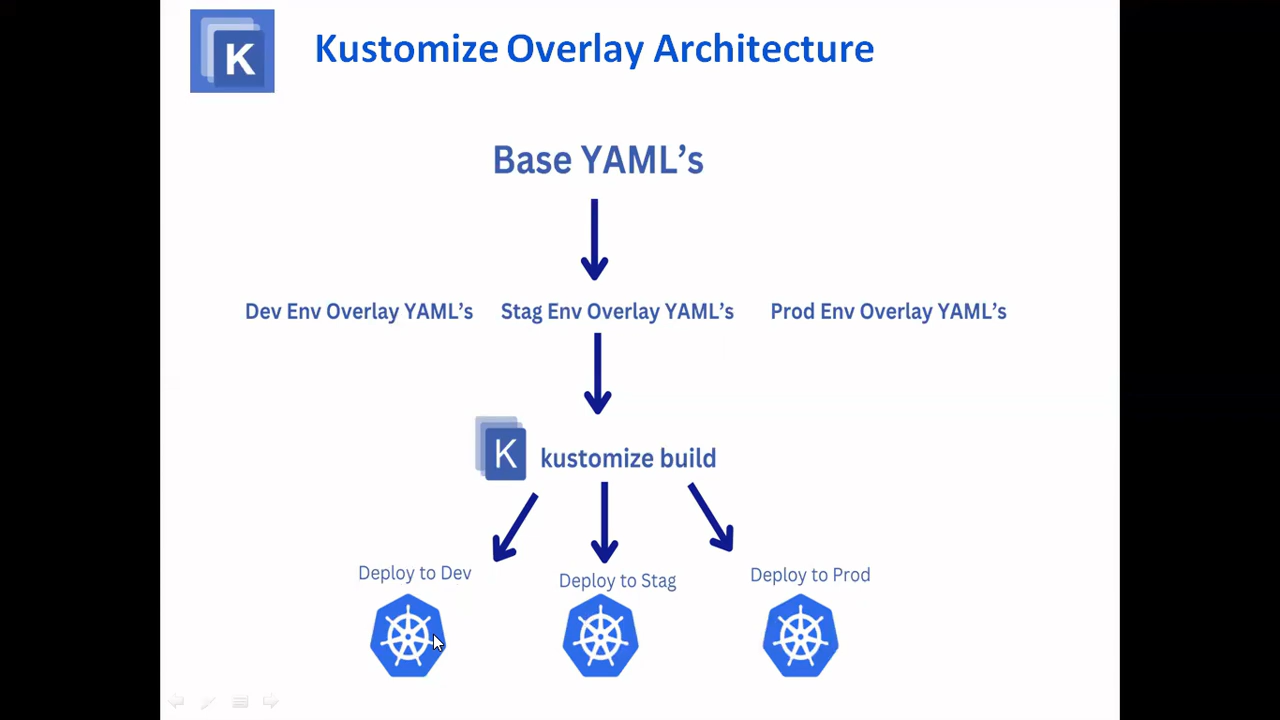 K
Kustomize Overlay Architecture
Base YAML’s
Dev Env Overlay YAML’s Stag Env Overlay YAML’s Prod Env Overlay YAML’s
K kustomize build
Deploy to Dev Deploy to Stag Deploy to Prod